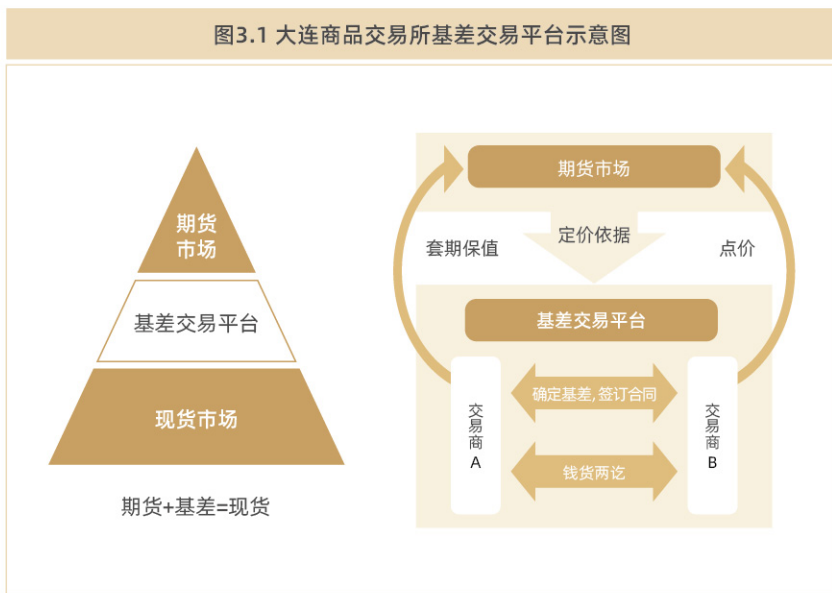 图3.1 大连商品交易所基差交易平台示意图
期货
市场
基差交易平台
现货市场
期货+基差=现货
期货市场
套期保值
定价依据
点价
基差交易平台
交易商A
确定基差,签订合同
钱货两讫
交易商B